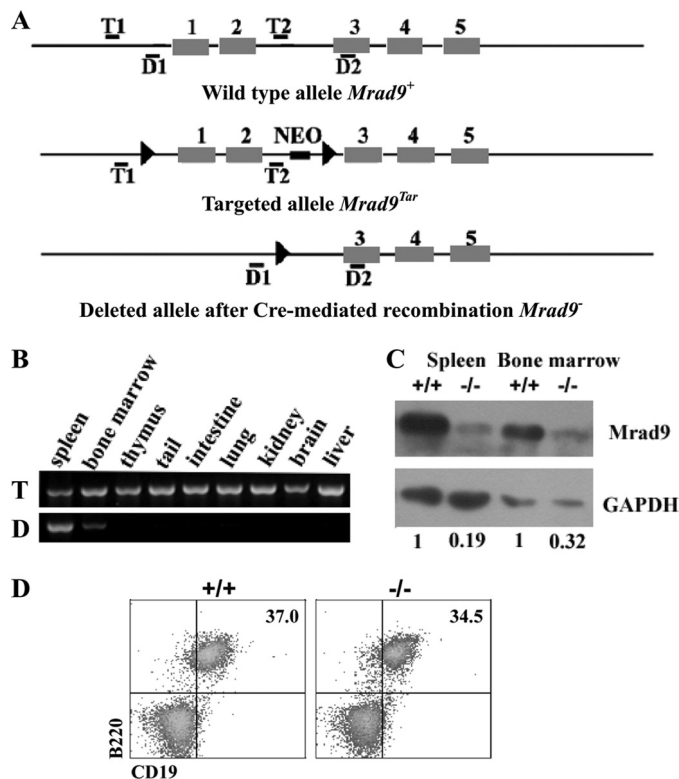 A
T1 1 2 T2 3 4 5
D1 D2
Wild type allele Mrad9+
1 2 NEO 3 4 5
T1 T2
Targeted allele Mrad9Tar
3 4 5
D1 D2
Deleted allele after Cre-mediated recombination Mrad9-
B
spleen
bone marrow
thymus
tail
intestine
lung
kidney
brain
liver
T
D
C
Spleen Bone marrow
+/+ -/- +/+ -/-
Mrad9
GAPDH
1 0.19 1 0.32
D
+/+ -/-
37.0 34.5
B220
CD19